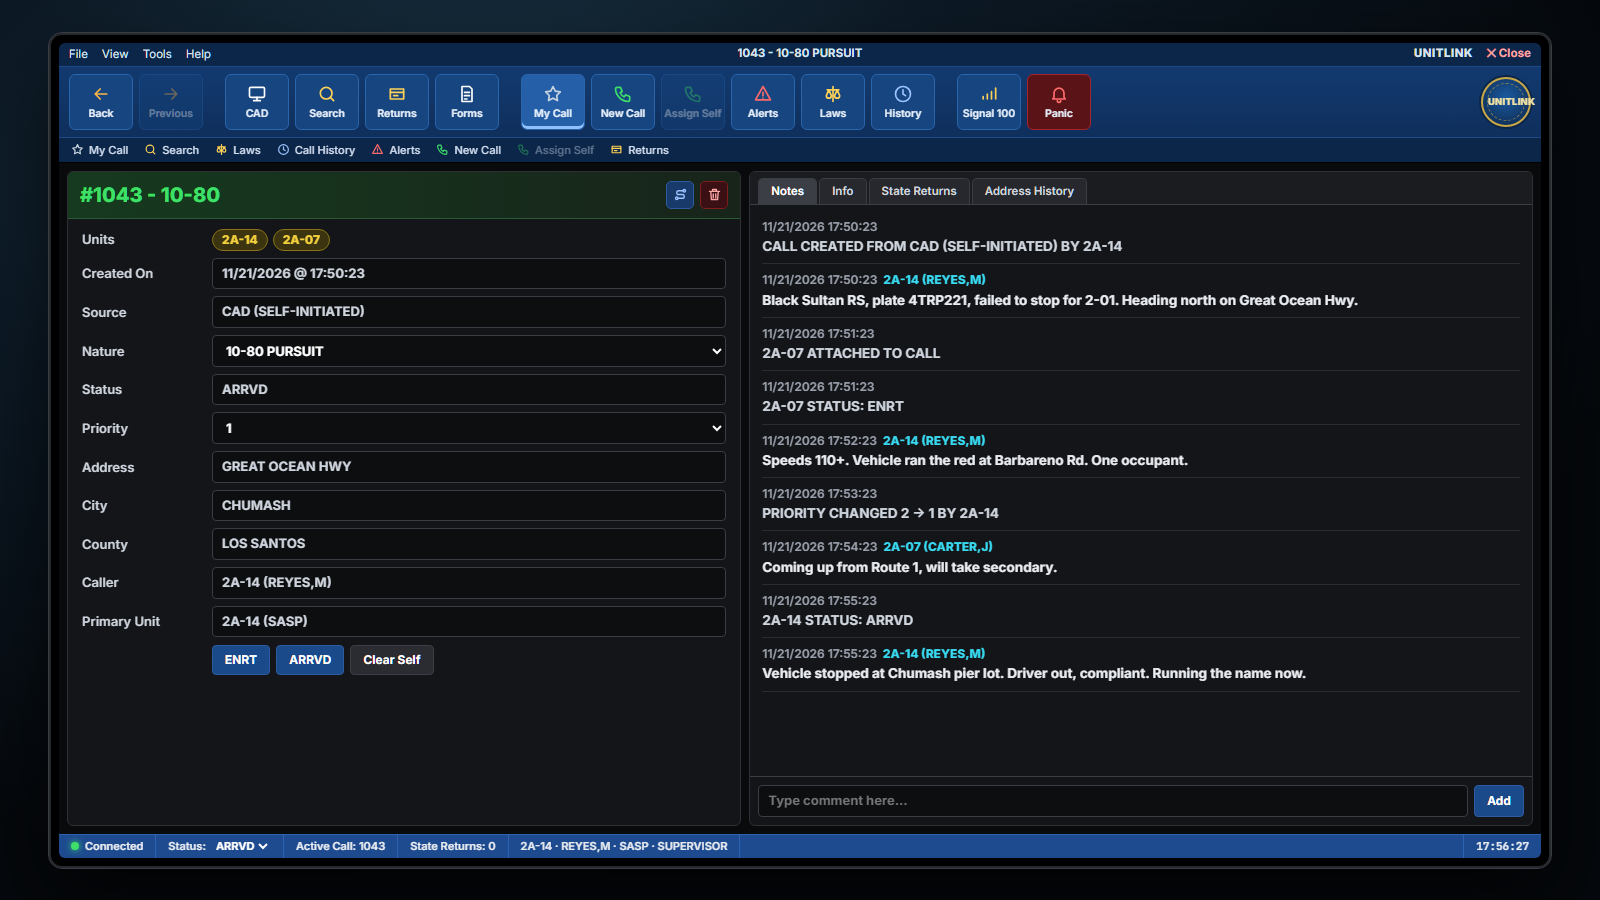 File View Tools Help
1043 - 10-80 PURSUIT
UNITLINK
Close
Back
Previous
CAD
Search
Returns
Forms
My Call
New Call
Assign Self
Alerts
Laws
History
Signal 100
Panic
UNITLINK
My Call Search Laws Call History Alerts New Call Assign Self Returns
#1043 - 10-80
Units 2A-14 2A-07
Created On 11/21/2026 @ 17:50:23
Source CAD (SELF-INITIATED)
Nature 10-80 PURSUIT
Status ARRVD
Priority 1
Address GREAT OCEAN HWY
City CHUMASH
County LOS SANTOS
Caller 2A-14 (REYES,M)
Primary Unit 2A-14 (SASP)
ENRT ARRVD Clear Self
Notes Info State Returns Address History
11/21/2026 17:50:23
CALL CREATED FROM CAD (SELF-INITIATED) BY 2A-14
11/21/2026 17:50:23 2A-14 (REYES,M)
Black Sultan RS, plate 4TRP221, failed to stop for 2-01. Heading north on Great Ocean Hwy.
11/21/2026 17:51:23
2A-07 ATTACHED TO CALL
11/21/2026 17:51:23
2A-07 STATUS: ENRT
11/21/2026 17:52:23 2A-14 (REYES,M)
Speeds 110+. Vehicle ran the red at Barbareno Rd. One occupant.
11/21/2026 17:53:23
PRIORITY CHANGED 2 → 1 BY 2A-14
11/21/2026 17:54:23 2A-07 (CARTER,J)
Coming up from Route 1, will take secondary.
11/21/2026 17:55:23
2A-14 STATUS: ARRVD
11/21/2026 17:55:23 2A-14 (REYES,M)
Vehicle stopped at Chumash pier lot. Driver out, compliant. Running the name now.
Type comment here...
Add
Connected
Status: ARRVD
Active Call: 1043
State Returns: 0
2A-14 · REYES,M · SASP · SUPERVISOR
17:56:27